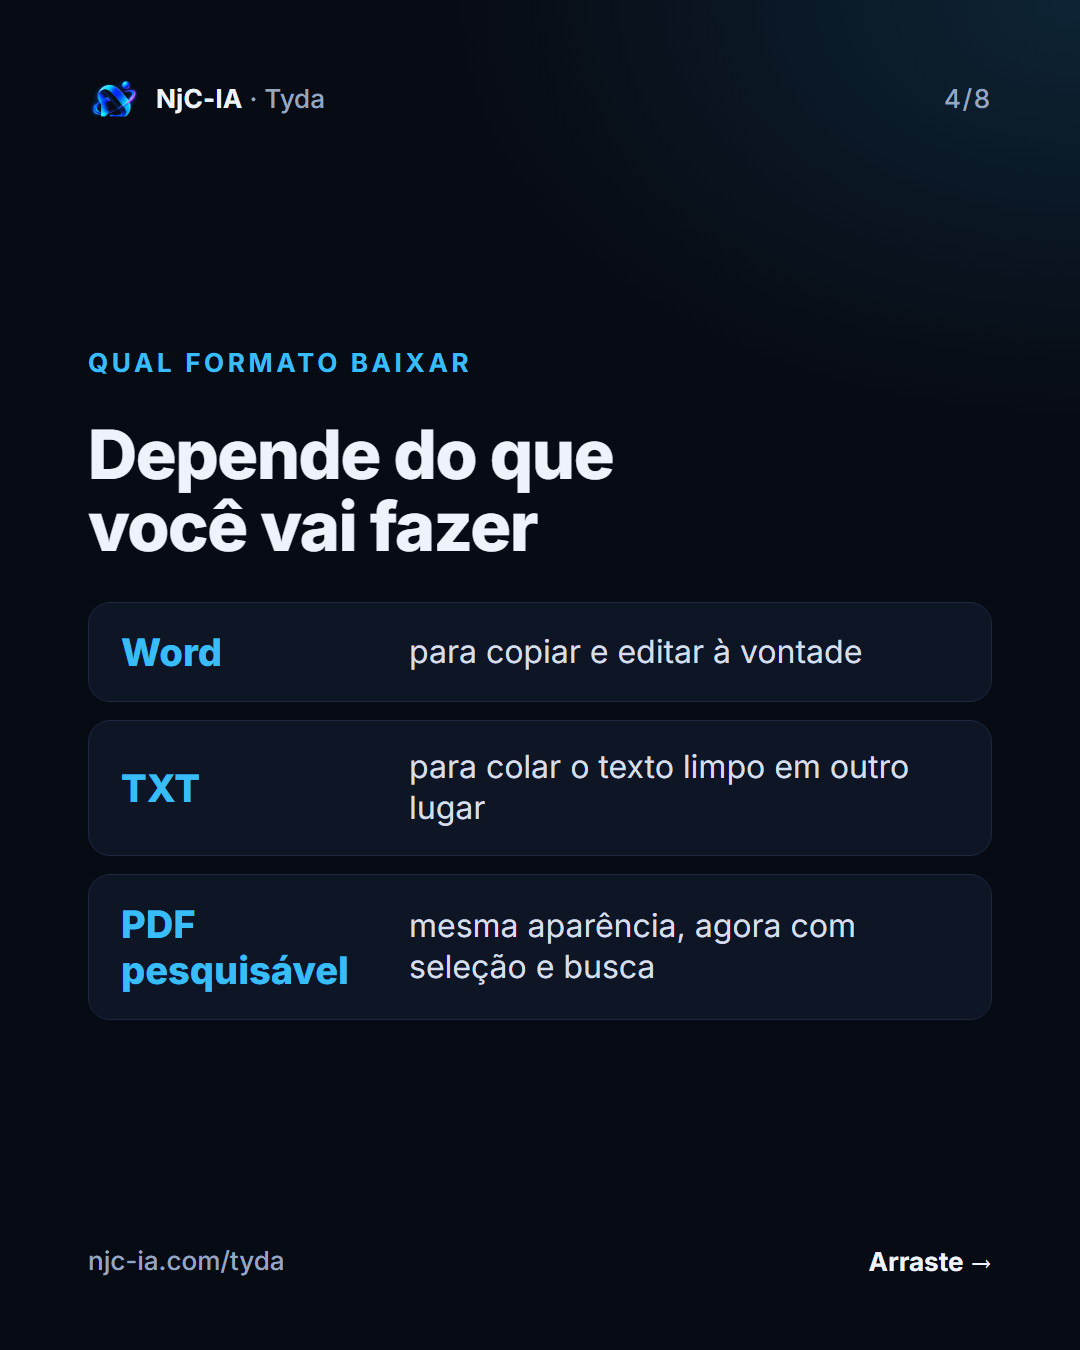 NjC-IA · Tyda
4/8
QUAL FORMATO BAIXAR
Depende do que
você vai fazer
Word
para copiar e editar à vontade
TXT
para colar o texto limpo em outro
lugar
PDF
pesquisável
mesma aparência, agora com
seleção e busca
njc-ia.com/tyda
Arraste →